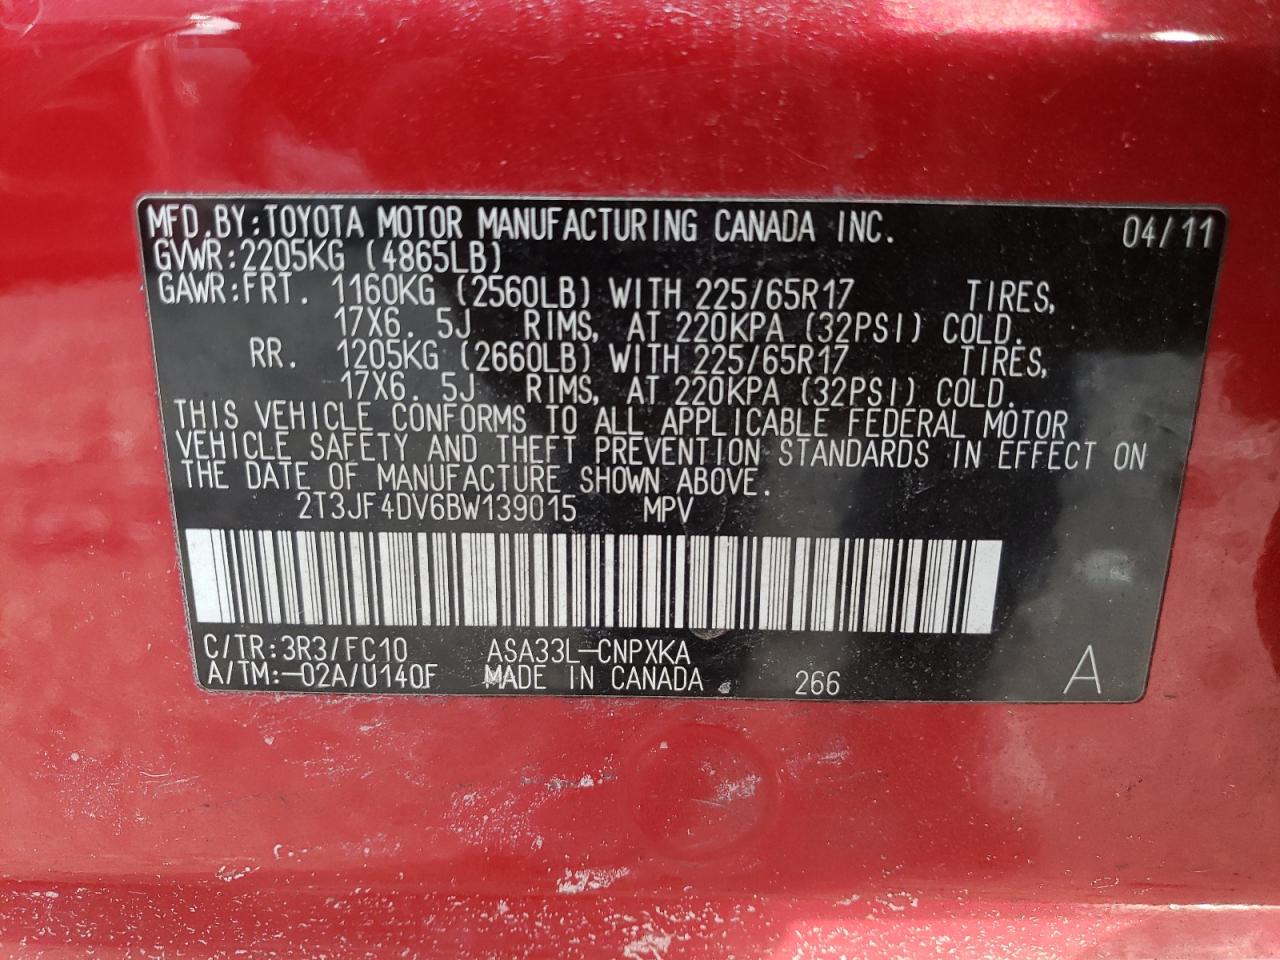 MFD.BY:TOYOTA MOTOR MANUFACTURING CANADA INC. 04/11
GVWR:2205KG (4865LB)
GAWR:FRT. 1160KG (2560LB) WITH 225/65R17 TIRES,
17X6. 5J RIMS, AT 220KPA (32PSI) COLD.
RR. 1205KG (2660LB) WITH 225/65R17 TIRES,
17X6. 5J RIMS, AT 220KPA (32PSI) COLD.
THIS VEHICLE CONFORMS TO ALL APPLICABLE FEDERAL MOTOR
VEHICLE SAFETY AND THEFT PREVENTION STANDARDS IN EFFECT ON
THE DATE OF MANUFACTURE SHOWN ABOVE.
2T3JF4DV6BW139015 MPV
C/TR:3R3/FC10 ASA33L-CNPXKA
A/TM:-02A/U140F MADE IN CANADA 266 A